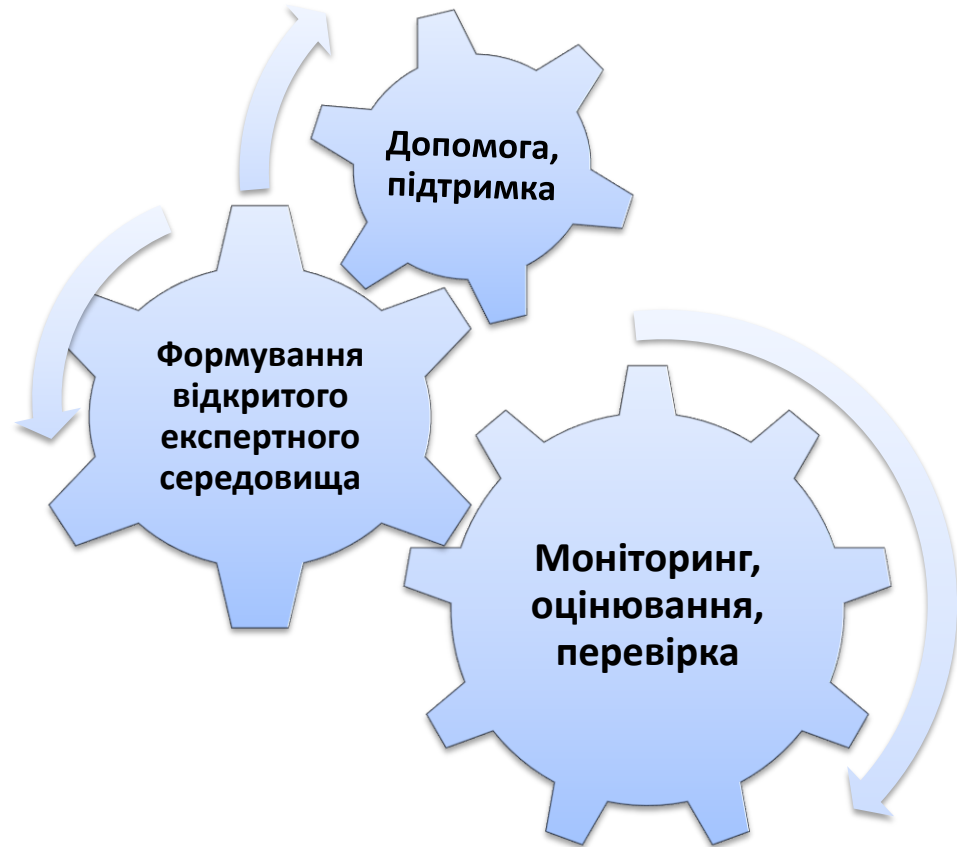 Допомога,
підтримка
Формування
відкритого
експертного
середовища
Моніторинг,
оцінювання,
перевірка